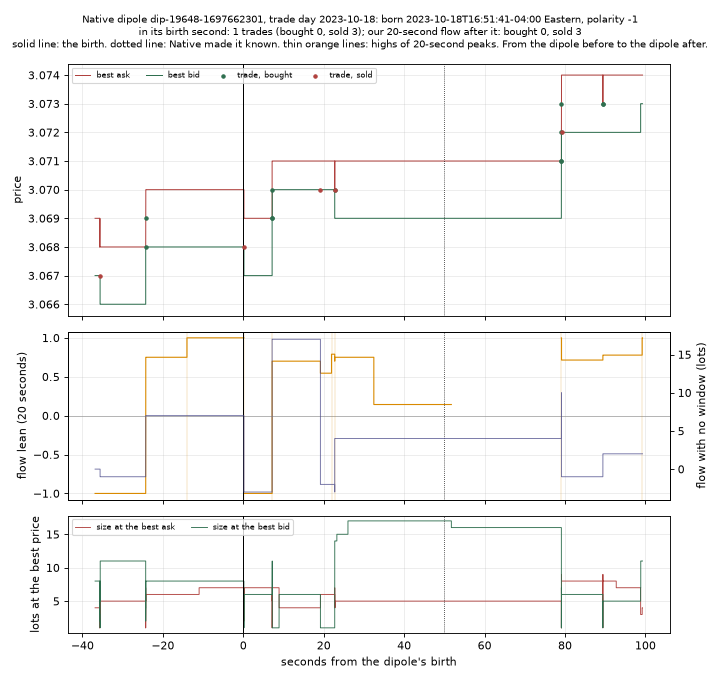 Native dipole dip-19648-1697662301, trade day 2023-10-18: born 2023-10-18T16:51:41-04:00 Eastern, polarity -1
in its birth second: 1 trades (bought 0, sold 3); our 20-second flow after it: bought 0, sold 3
solid line: the birth. dotted line: Native made it known. thin orange lines: highs of 20-second peaks. From the dipole before to the dipole after.
best ask best bid trade, bought trade, sold
3.074
3.073
3.072
3.071
3.070
3.069
3.068
3.067
3.066
price
1.0
0.5
0.0
−0.5
−1.0
flow lean (20 seconds)
15
10
5
0
flow with no window (lots)
size at the best ask size at the best bid
15
10
5
lots at the best price
−40 −20 0 20 40 60 80 100
seconds from the dipole's birth